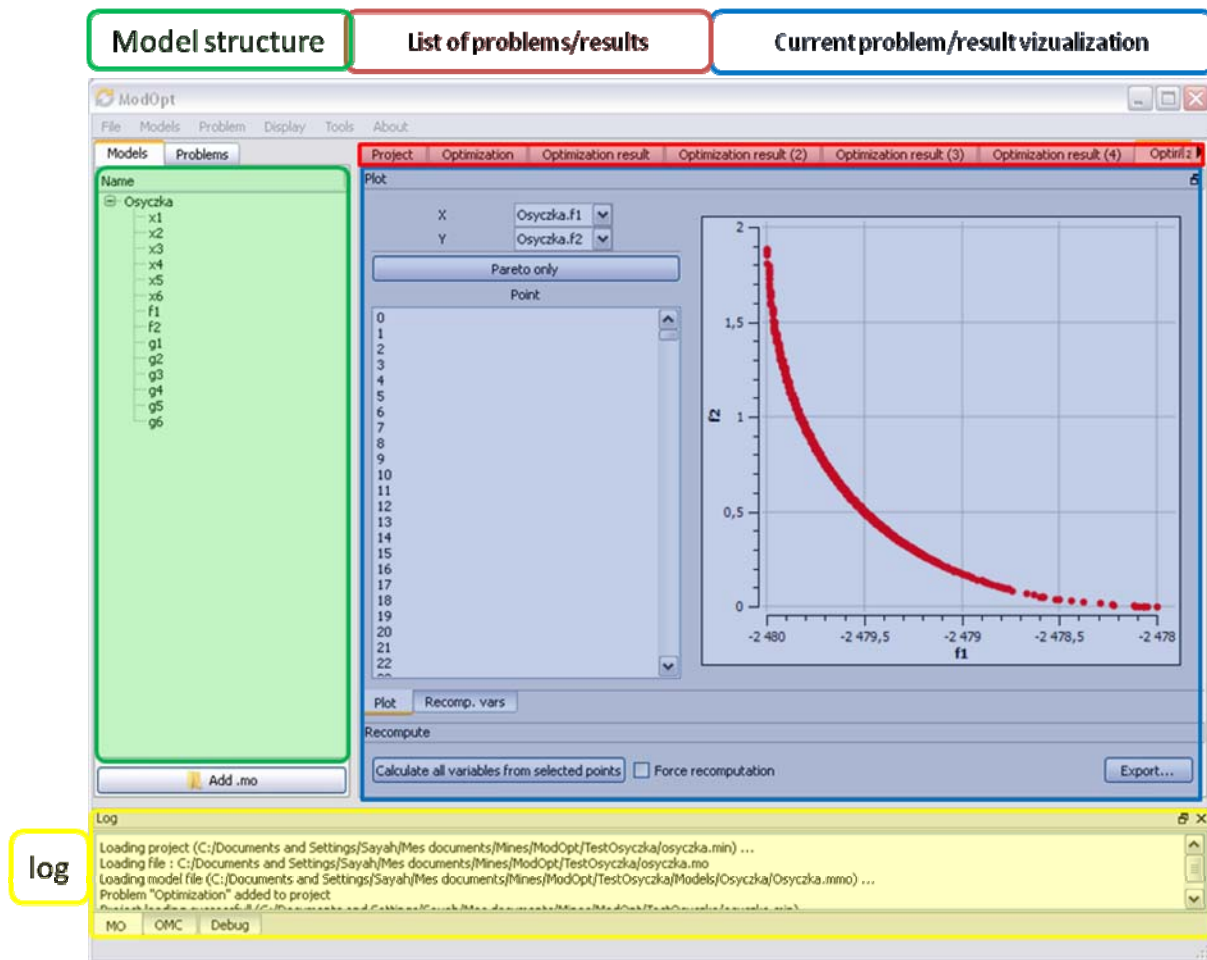 Model structure
List of problems/results
Current problem/result vizualization
ModOpt
File Models Problem Display Tools About
Models Problems
Project Optimization Optimization result Optimization result (2) Optimization result (3) Optimization result (4)
Name
Osyczka
x1
x2
x3
x4
x5
x6
f1
f2
g1
g2
g3
g4
g5
g6
Add .mo
Plot
X Osyczka.f1
Y Osyczka.f2
Pareto only
Point
0
1
2
3
4
5
6
7
8
9
10
11
12
13
14
15
16
17
18
19
20
21
22
2
1,5
1
0,5
0
f2
-2 480 -2 479,5 -2 479 -2 478,5 -2 478
f1
Plot Recomp. vars
Recompute
Calculate all variables from selected points Force recomputation Export...
log
Log
Loading project (C:/Documents and Settings/Sayah/Mes documents/Mines/ModOpt/TestOsyczka/osyczka.min) ...
Loading file : C:/Documents and Settings/Sayah/Mes documents/Mines/ModOpt/TestOsyczka/osyczka.mo
Loading model file (C:/Documents and Settings/Sayah/Mes documents/Mines/ModOpt/TestOsyczka/Models/Osyczka/Osyczka.mmo) ...
Problem "Optimization" added to project
MO OMC Debug